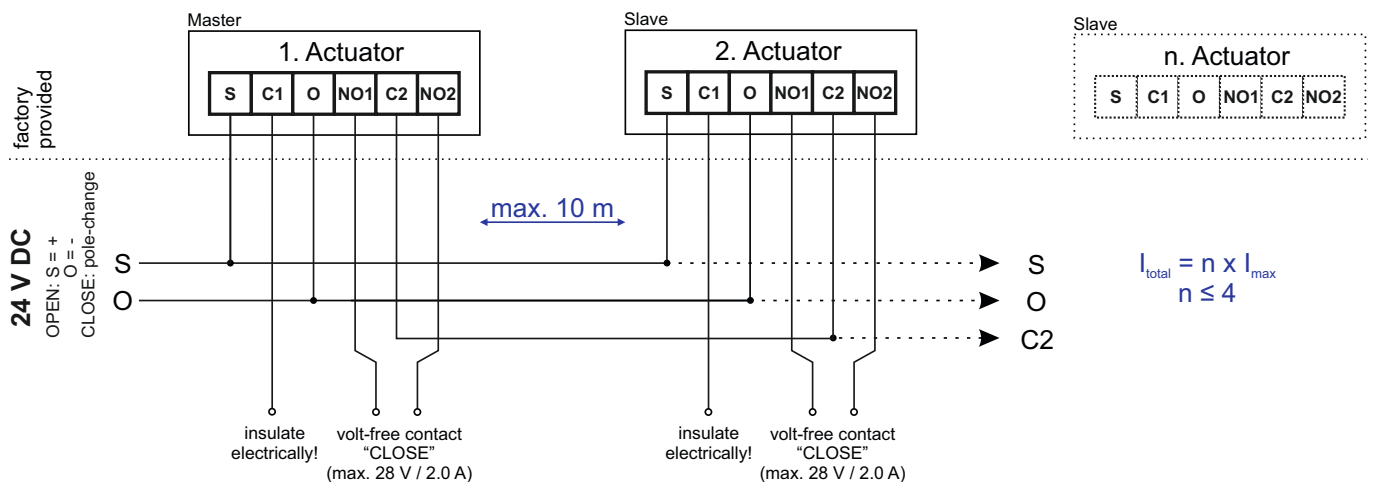 Master
1. Actuator
S C1 O NO1 C2 NO2
Slave
2. Actuator
S C1 O NO1 C2 NO2
Slave
n. Actuator
S C1 O NO1 C2 NO2
factory
provided
24 V DC
OPEN: S = +
O = -
CLOSE: pole-change
max. 10 m
S
O
S
O
C2
I total = n x I max
n ≤ 4
insulate
electrically!
volt-free contact
“CLOSE”
(max. 28 V / 2.0 A)
insulate
electrically!
volt-free contact
“CLOSE”
(max. 28 V / 2.0 A)